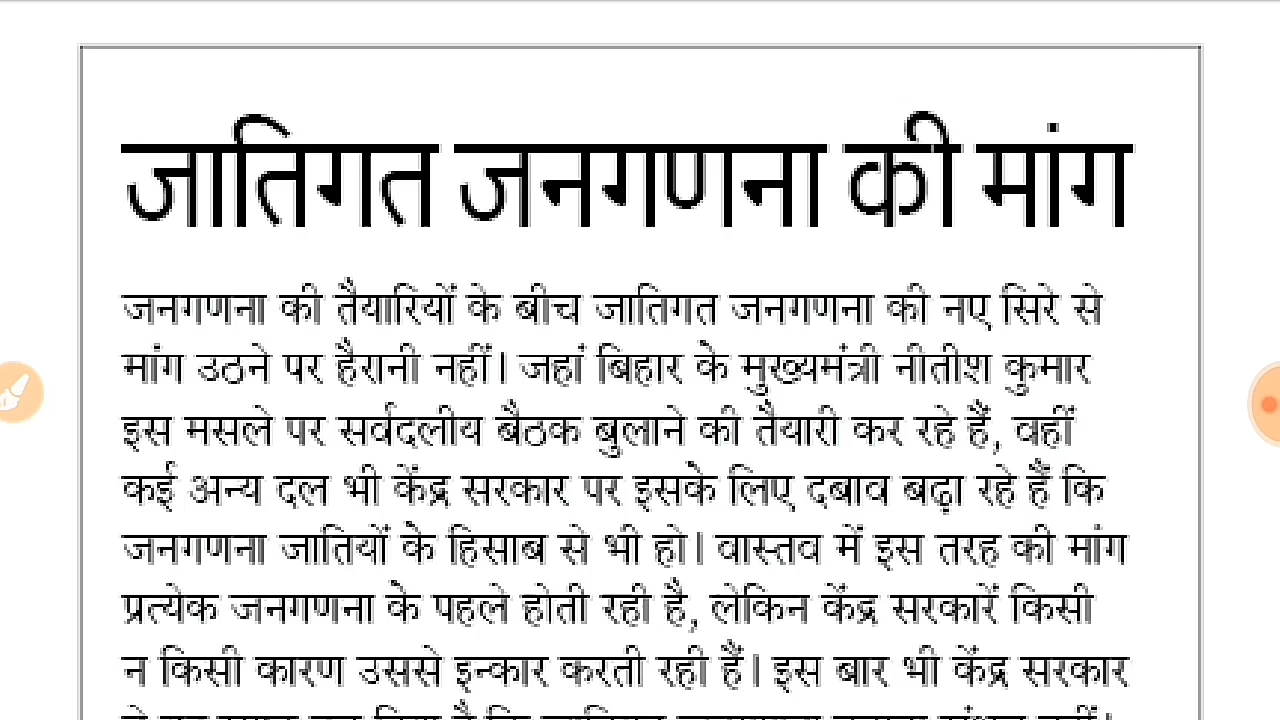 जातिगत जनगणना की मांग
जनगणना की तैयारियों के बीच जातिगत जनगणना की नए सिरे से
मांग उठने पर हैरानी नहीं। जहां बिहार के मुख्यमंत्री नीतीश कुमार
इस मसले पर सर्वदलीय बैठक बुलाने की तैयारी कर रहे हैं, वहीं
कई अन्य दल भी केंद्र सरकार पर इसके लिए दबाव बढ़ा रहे हैं कि
जनगणना जातियों के हिसाब से भी हो। वास्तव में इस तरह की मांग
प्रत्येक जनगणना के पहले होती रही है, लेकिन केंद्र सरकारें किसी
न किसी कारण उससे इन्कार करती रही हैं। इस बार भी केंद्र सरकार